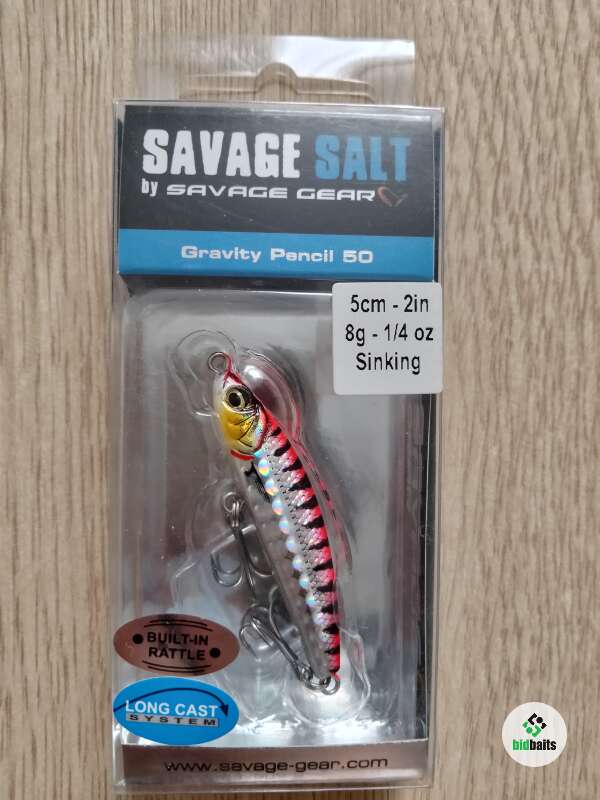 SAVAGE SALT
by SAVAGE GEAR
Gravity Pencil 50
5cm - 2in
8g - 1/4 oz
Sinking
BUILT-IN
RATTLE
LONG CAST
SYSTEM
www.savage-gear.com
bidbaits